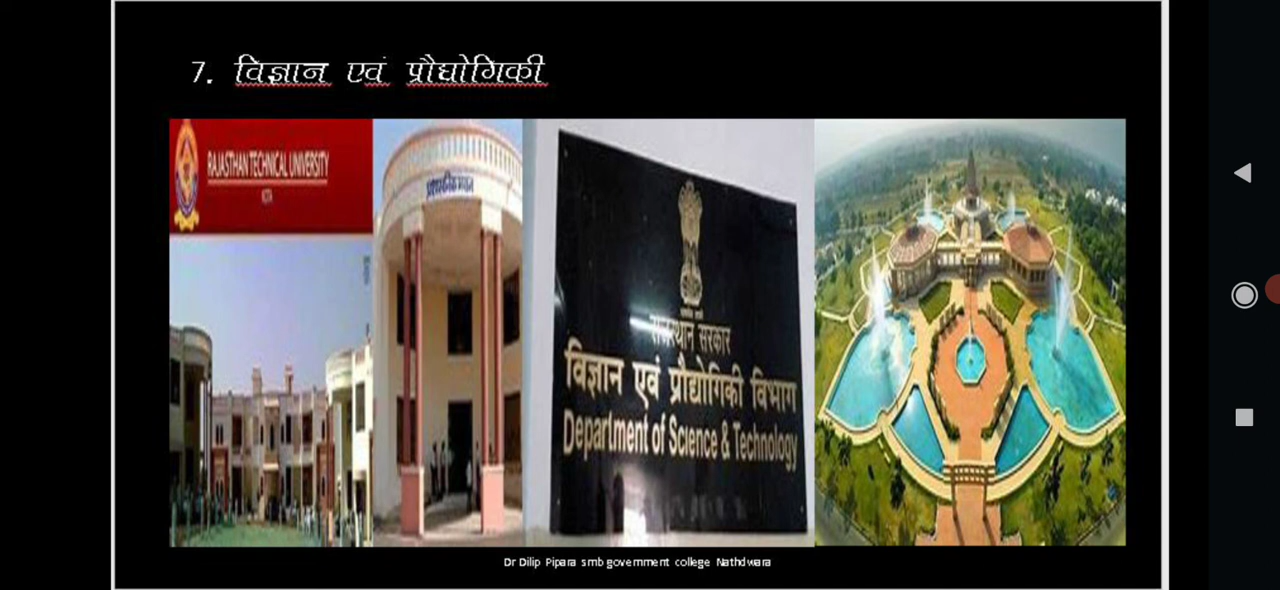 7. विज्ञान एवं प्रौद्योगिकी
RAJASTHAN TECHNICAL UNIVERSITY
राजस्थान सरकार
विज्ञान एवं प्रौद्योगिकी विभाग
Department of Science & Technology
Dr Dilip Pipara smb government college Nathdwara